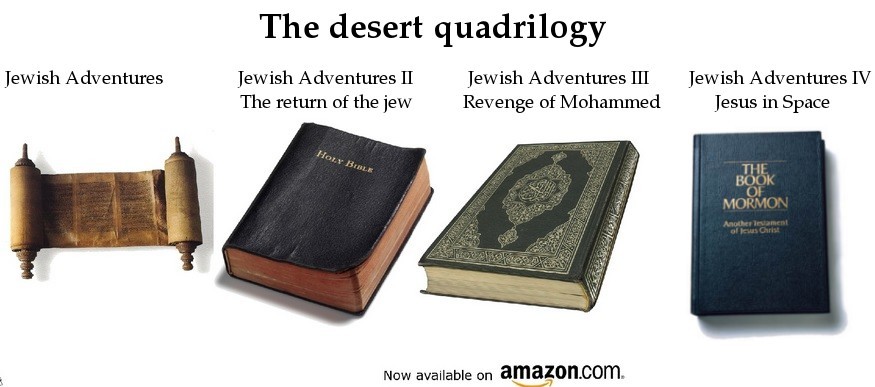 The desert quadrilogy
Jewish Adventures
Jewish Adventures II
The return of the jew
Jewish Adventures III
Revenge of Mohammed
Jewish Adventures IV
Jesus in Space
HOLY BIBLE
THE
BOOK
OF
MORMON
Another Testament
of Jesus Christ
Now available on amazon.com.